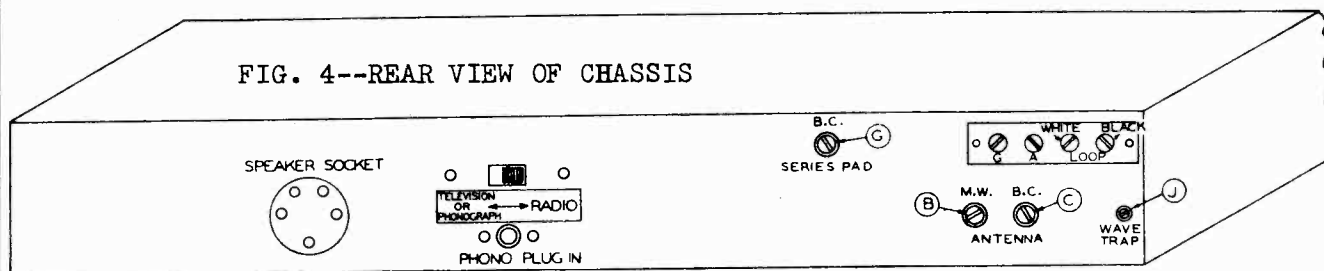 FIG. 4--REAR VIEW OF CHASSIS
SPEAKER SOCKET
TELEVISION
OR
PHONOGRAPH
RADIO
PHONO PLUG IN
B.C.
G
SERIES PAD
WHITE
BLACK
G
A
LOOP
B
M.W.
B.C.
C
ANTENNA
J
WAVE
TRAP